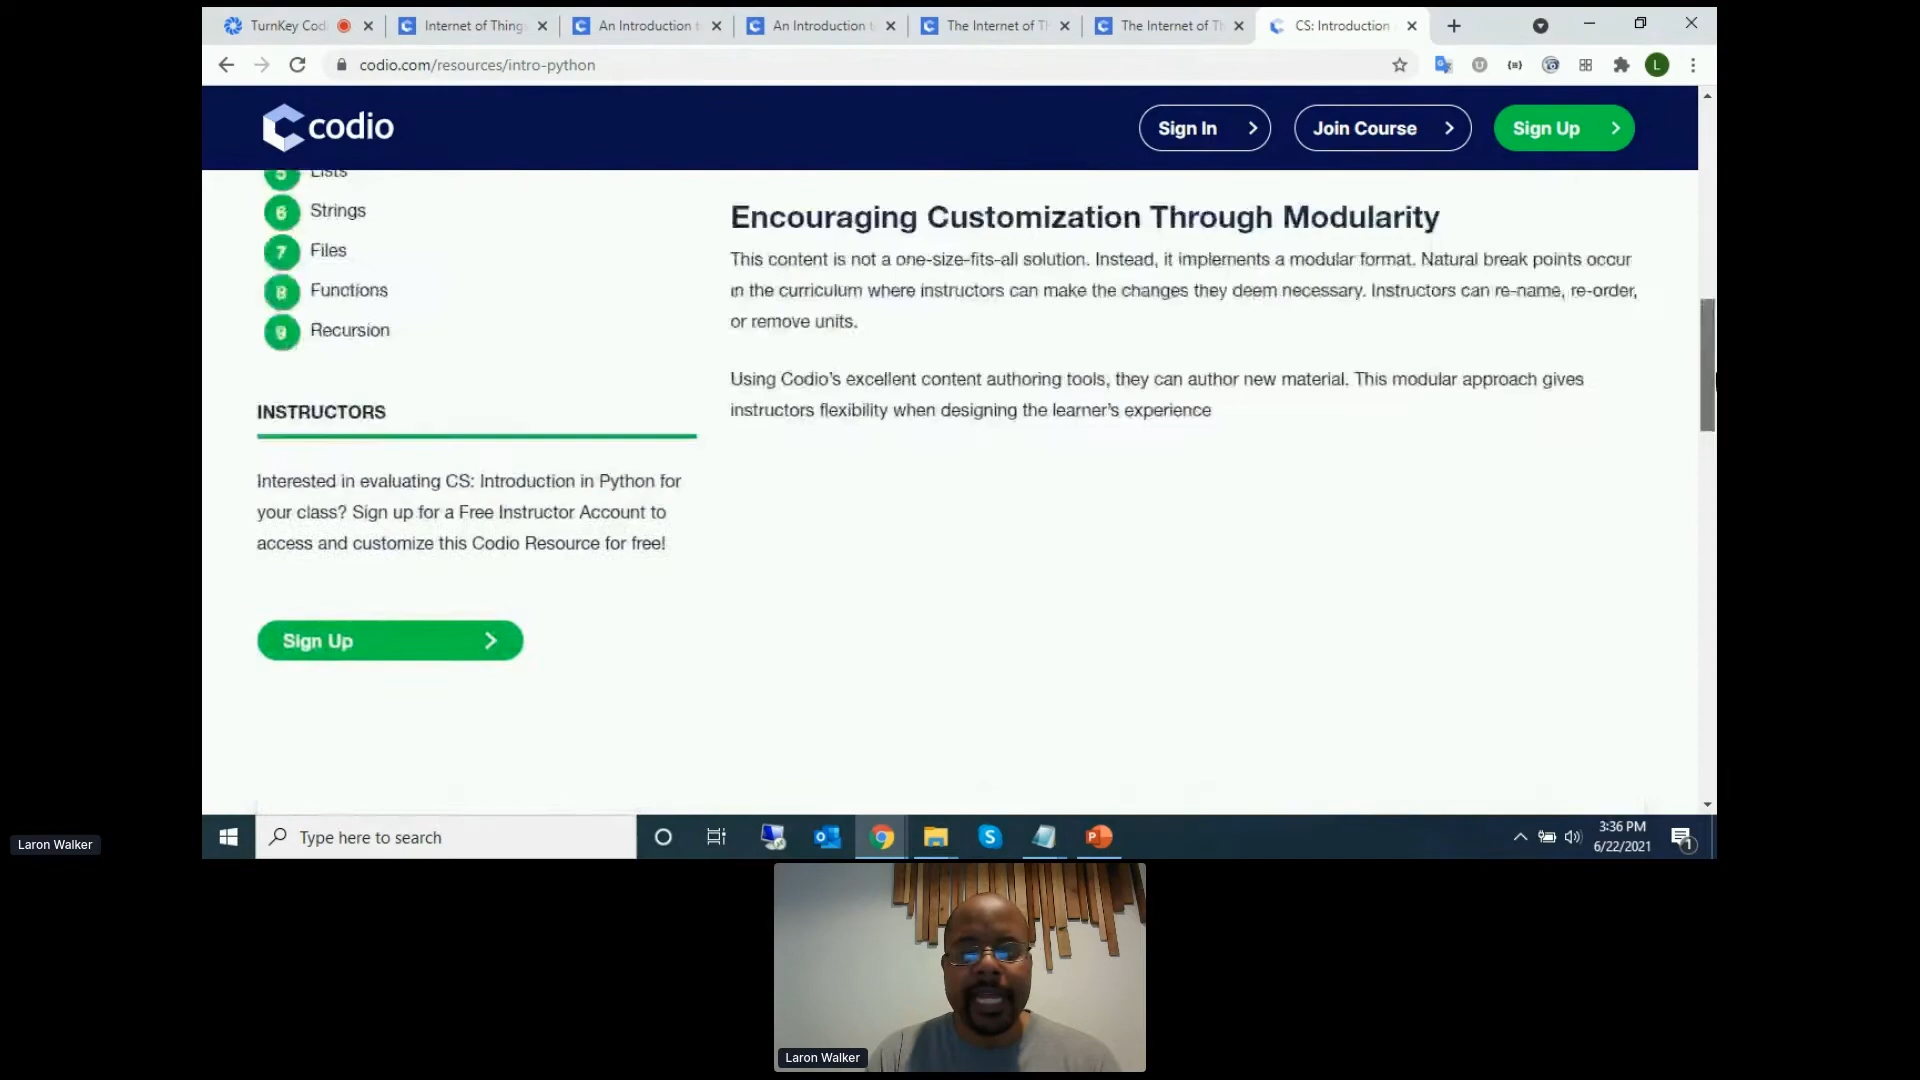 TurnKey Codi
Internet of Thing
An Introduction t
An Introduction t
The Internet of Th
The Internet of Th
CS: Introduction
codio.com/resources/intro-python
L
codio
Sign In
Join Course
Sign Up
5 Lists
6 Strings
7 Files
8 Functions
9 Recursion
INSTRUCTORS
Interested in evaluating CS: Introduction in Python for
your class? Sign up for a Free Instructor Account to
access and customize this Codio Resource for free!
Sign Up
Encouraging Customization Through Modularity
This content is not a one-size-fits-all solution. Instead, it implements a modular format. Natural break points occur
in the curriculum where instructors can make the changes they deem necessary. Instructors can re-name, re-order,
or remove units.
Using Codio’s excellent content authoring tools, they can author new material. This modular approach gives
instructors flexibility when designing the learner’s experience
Type here to search
3:36 PM
6/22/2021
1
Laron Walker
Laron Walker